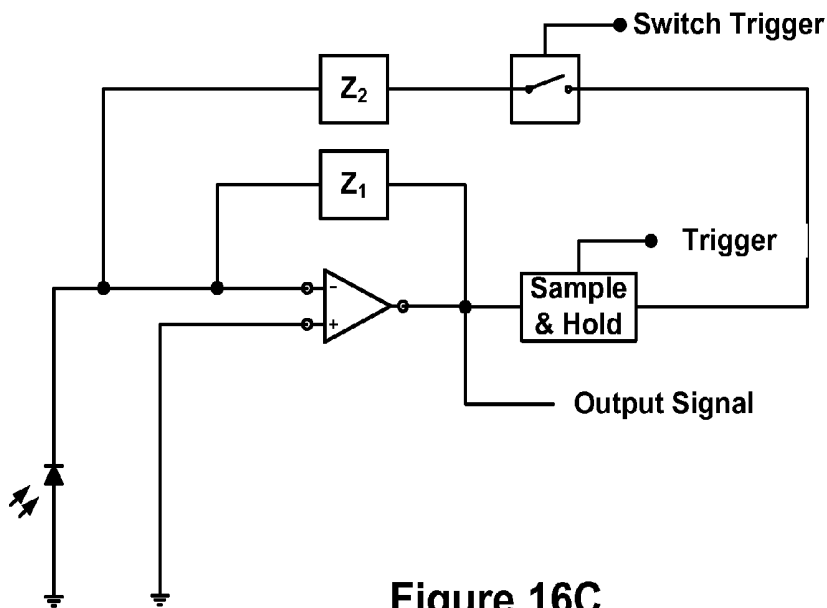 Switch Trigger
Z₂
Z₁
Trigger
-
+
Sample
& Hold
Output Signal
Figure 16C